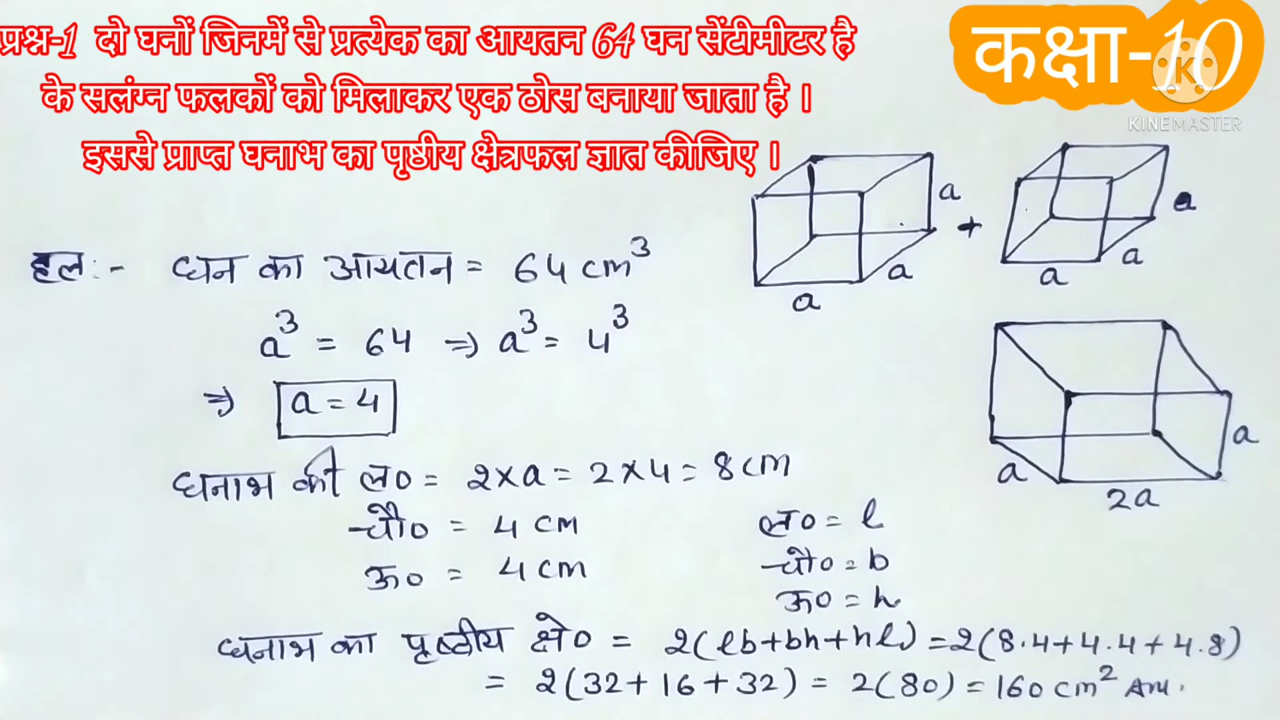 प्रश्न-1 दो घनों जिनमें से प्रत्येक का आयतन 64 घन सेंटीमीटर है
के सलंग्न फलकों को मिलाकर एक ठोस बनाया जाता है ।
इससे प्राप्त घनाभ का पृष्ठीय क्षेत्रफल ज्ञात कीजिए ।
कक्षा-10
K
KINEMASTER
a
a
a
+
a
a
a
हल:- घन का आयतन = 64 cm³
a³ = 64 ⇒ a³ = 4³
⇒ a = 4
a
a
2a
घनाभ की ल० = 2×a = 2×4 = 8 cm
चौ० = 4 cm
ऊ० = 4 cm
ल० = l
चौ० = b
ऊ० = h
घनाभ का पृष्ठीय क्षे० = 2(lb+bh+hl) = 2(8.4+4.4+4.8)
= 2(32+16+32) = 2(80) = 160 cm² Ans.